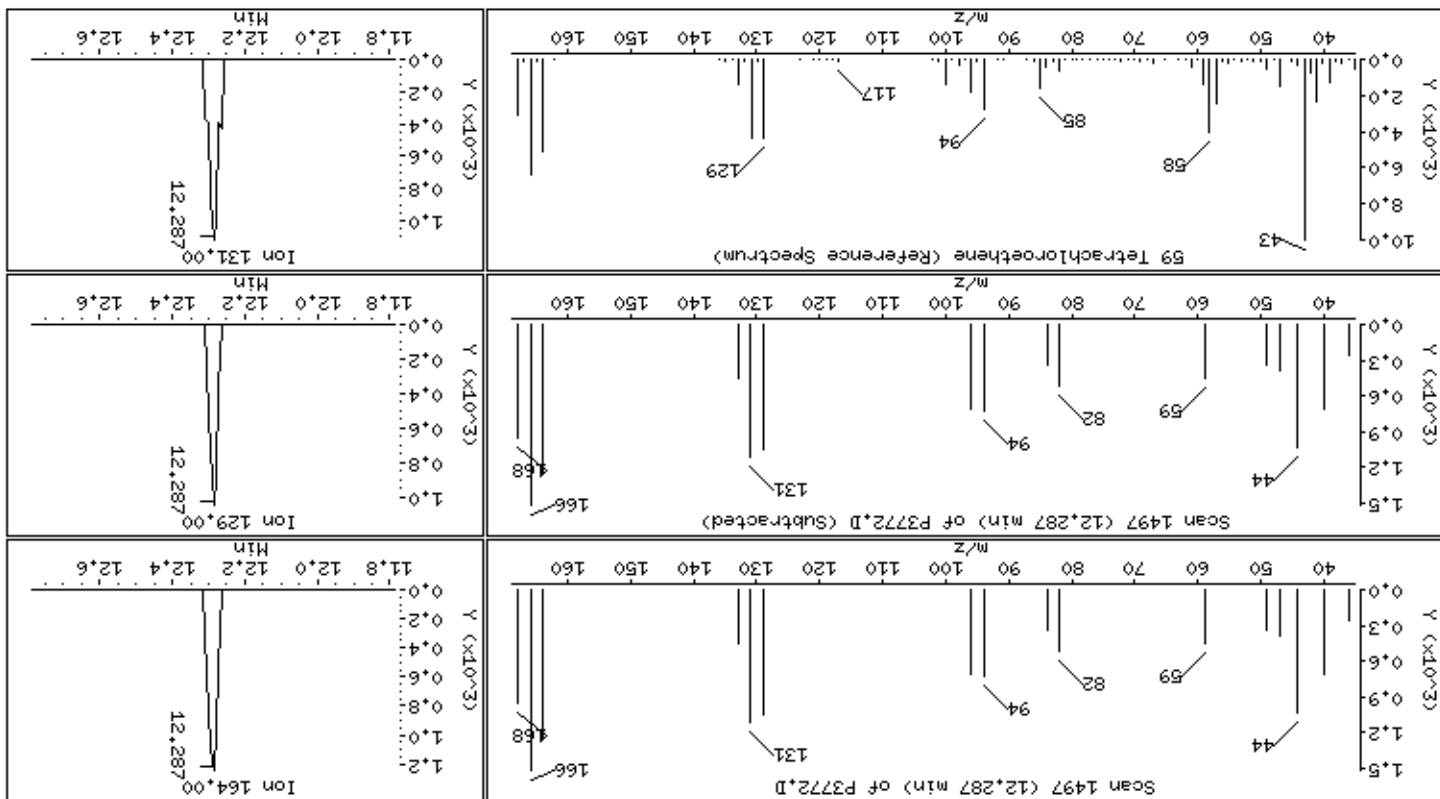 Scan 1497 (12.287 min) of P3772.D
Y (x10^3)
1.5
1.2
0.9
0.6
0.3
0.0
44
59
82
94
131
166
168
40 50 60 70 80 90 100 110 120 130 140 150 160
m/z
Ion 164.00
12.287
Y (x10^3)
1.2
1.0
0.8
0.6
0.4
0.2
0.0
11.8 12.0 12.2 12.4 12.6
Min
Scan 1497 (12.287 min) of P3772.D (Subtracted)
Y (x10^3)
1.5
1.2
0.9
0.6
0.3
0.0
44
59
82
94
131
166
168
40 50 60 70 80 90 100 110 120 130 140 150 160
m/z
Ion 129.00
12.287
Y (x10^3)
1.0
0.8
0.6
0.4
0.2
0.0
11.8 12.0 12.2 12.4 12.6
Min
59 Tetrachloroethene (Reference Spectrum)
Y (x10^3)
10.0
8.0
6.0
4.0
2.0
0.0
43
58
85
94
117
129
40 50 60 70 80 90 100 110 120 130 140 150 160
m/z
Ion 131.00
12.287
Y (x10^3)
1.0
0.8
0.6
0.4
0.2
0.0
11.8 12.0 12.2 12.4 12.6
Min